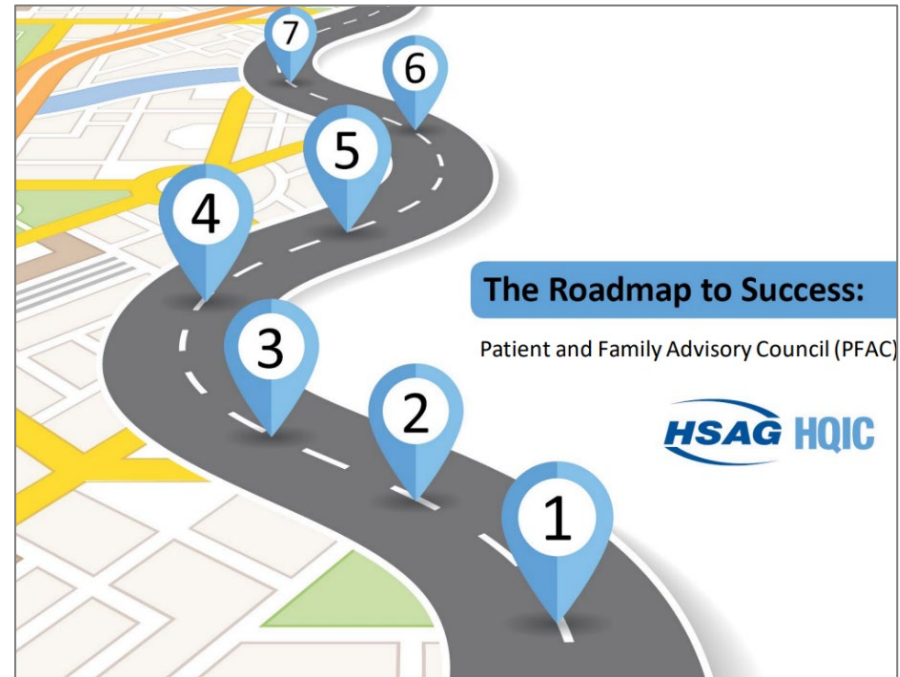 7
6
5
4
The Roadmap to Success:
3
Patient and Family Advisory Council (PFAC)
2
HSAG HQIC
1